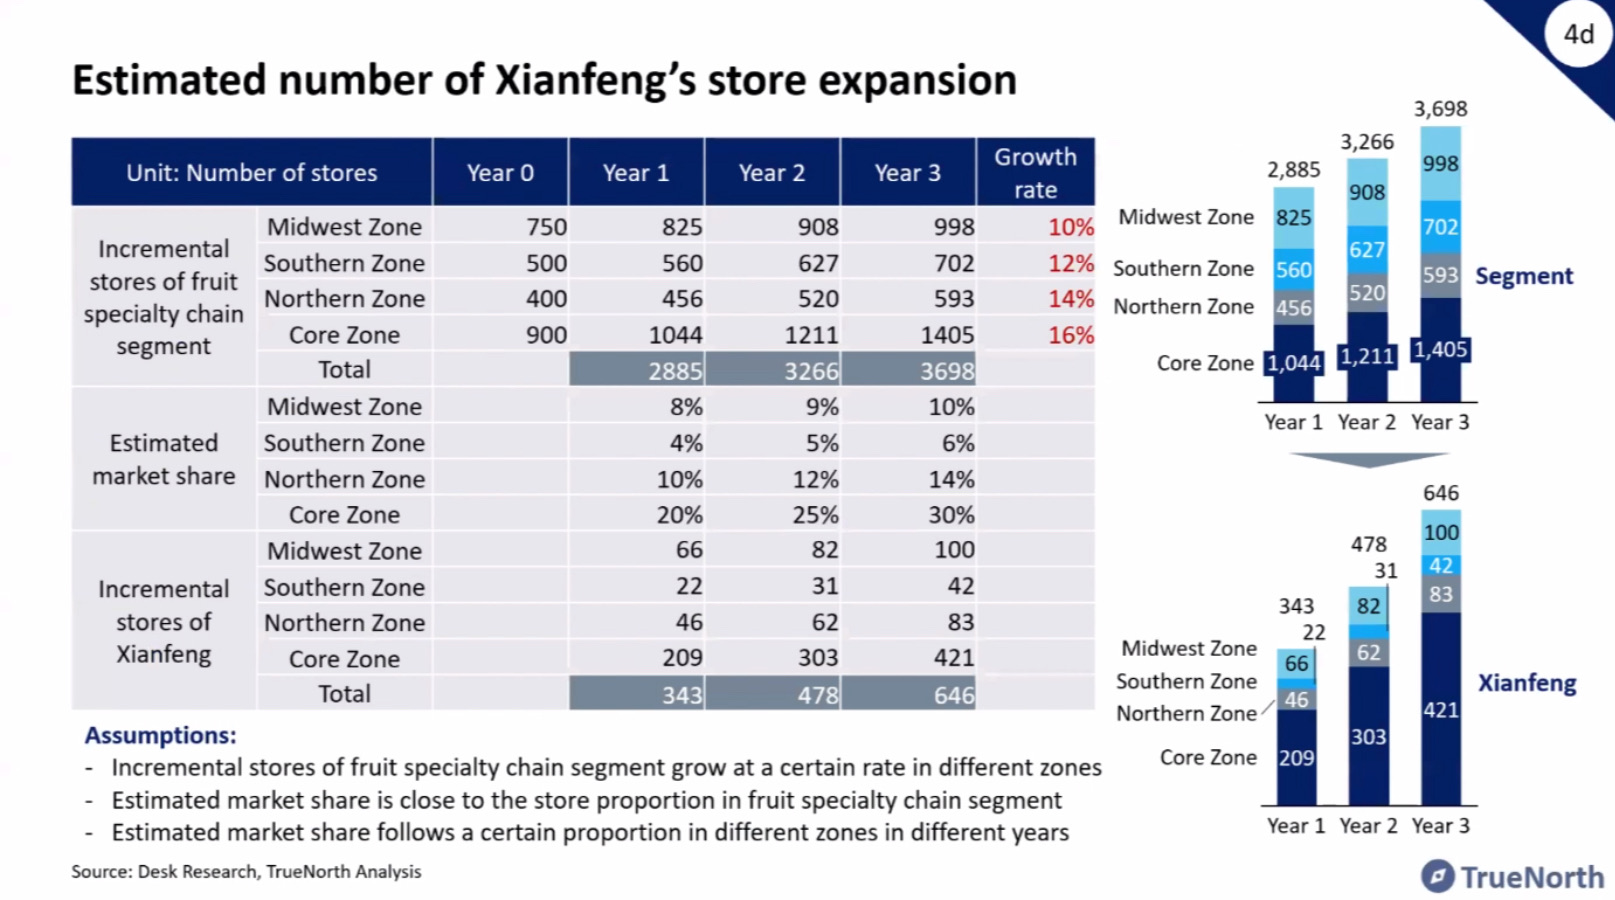 4d
Estimated number of Xianfeng’s store expansion
Unit: Number of stores Year 0 Year 1 Year 2 Year 3 Growth rate
Incremental stores of fruit specialty chain segment
Midwest Zone 750 825 908 998 10%
Southern Zone 500 560 627 702 12%
Northern Zone 400 456 520 593 14%
Core Zone 900 1044 1211 1405 16%
Total 2885 3266 3698
Estimated market share
Midwest Zone 8% 9% 10%
Southern Zone 4% 5% 6%
Northern Zone 10% 12% 14%
Core Zone 20% 25% 30%
Incremental stores of Xianfeng
Midwest Zone 66 82 100
Southern Zone 22 31 42
Northern Zone 46 62 83
Core Zone 209 303 421
Total 343 478 646
Assumptions:
- Incremental stores of fruit specialty chain segment grow at a certain rate in different zones
- Estimated market share is close to the store proportion in fruit specialty chain segment
- Estimated market share follows a certain proportion in different zones in different years
Source: Desk Research, TrueNorth Analysis
2,885 3,266 3,698
Midwest Zone 825 908 998
Southern Zone 560 627 702
Northern Zone 456 520 593
Core Zone 1,044 1,211 1,405
Year 1 Year 2 Year 3
Segment
343 478 646
Midwest Zone 66 82 100
Southern Zone 22 31 42
Northern Zone 46 62 83
Core Zone 209 303 421
Year 1 Year 2 Year 3
Xianfeng
TrueNorth